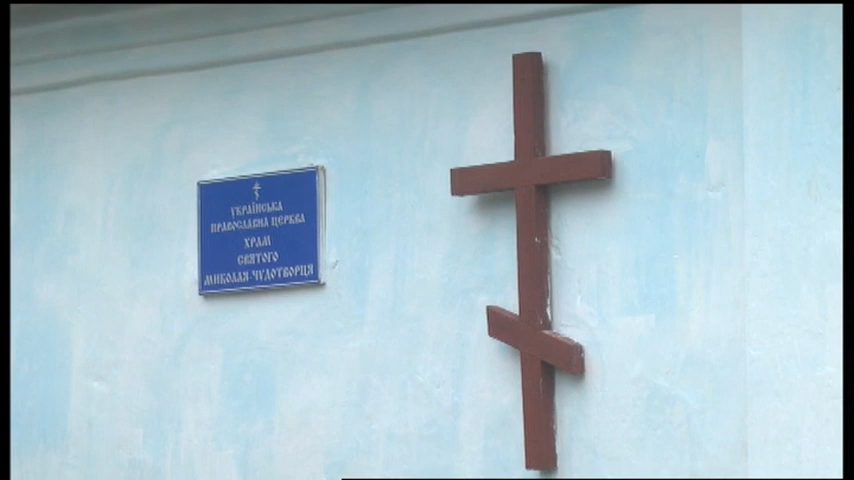 УКРАЇНСЬКА
ПРАВОСЛАВНА ЦЕРКВА
ХРАМ
СВЯТОГО
МИКОЛАЯ ЧУДОТВОРЦЯ